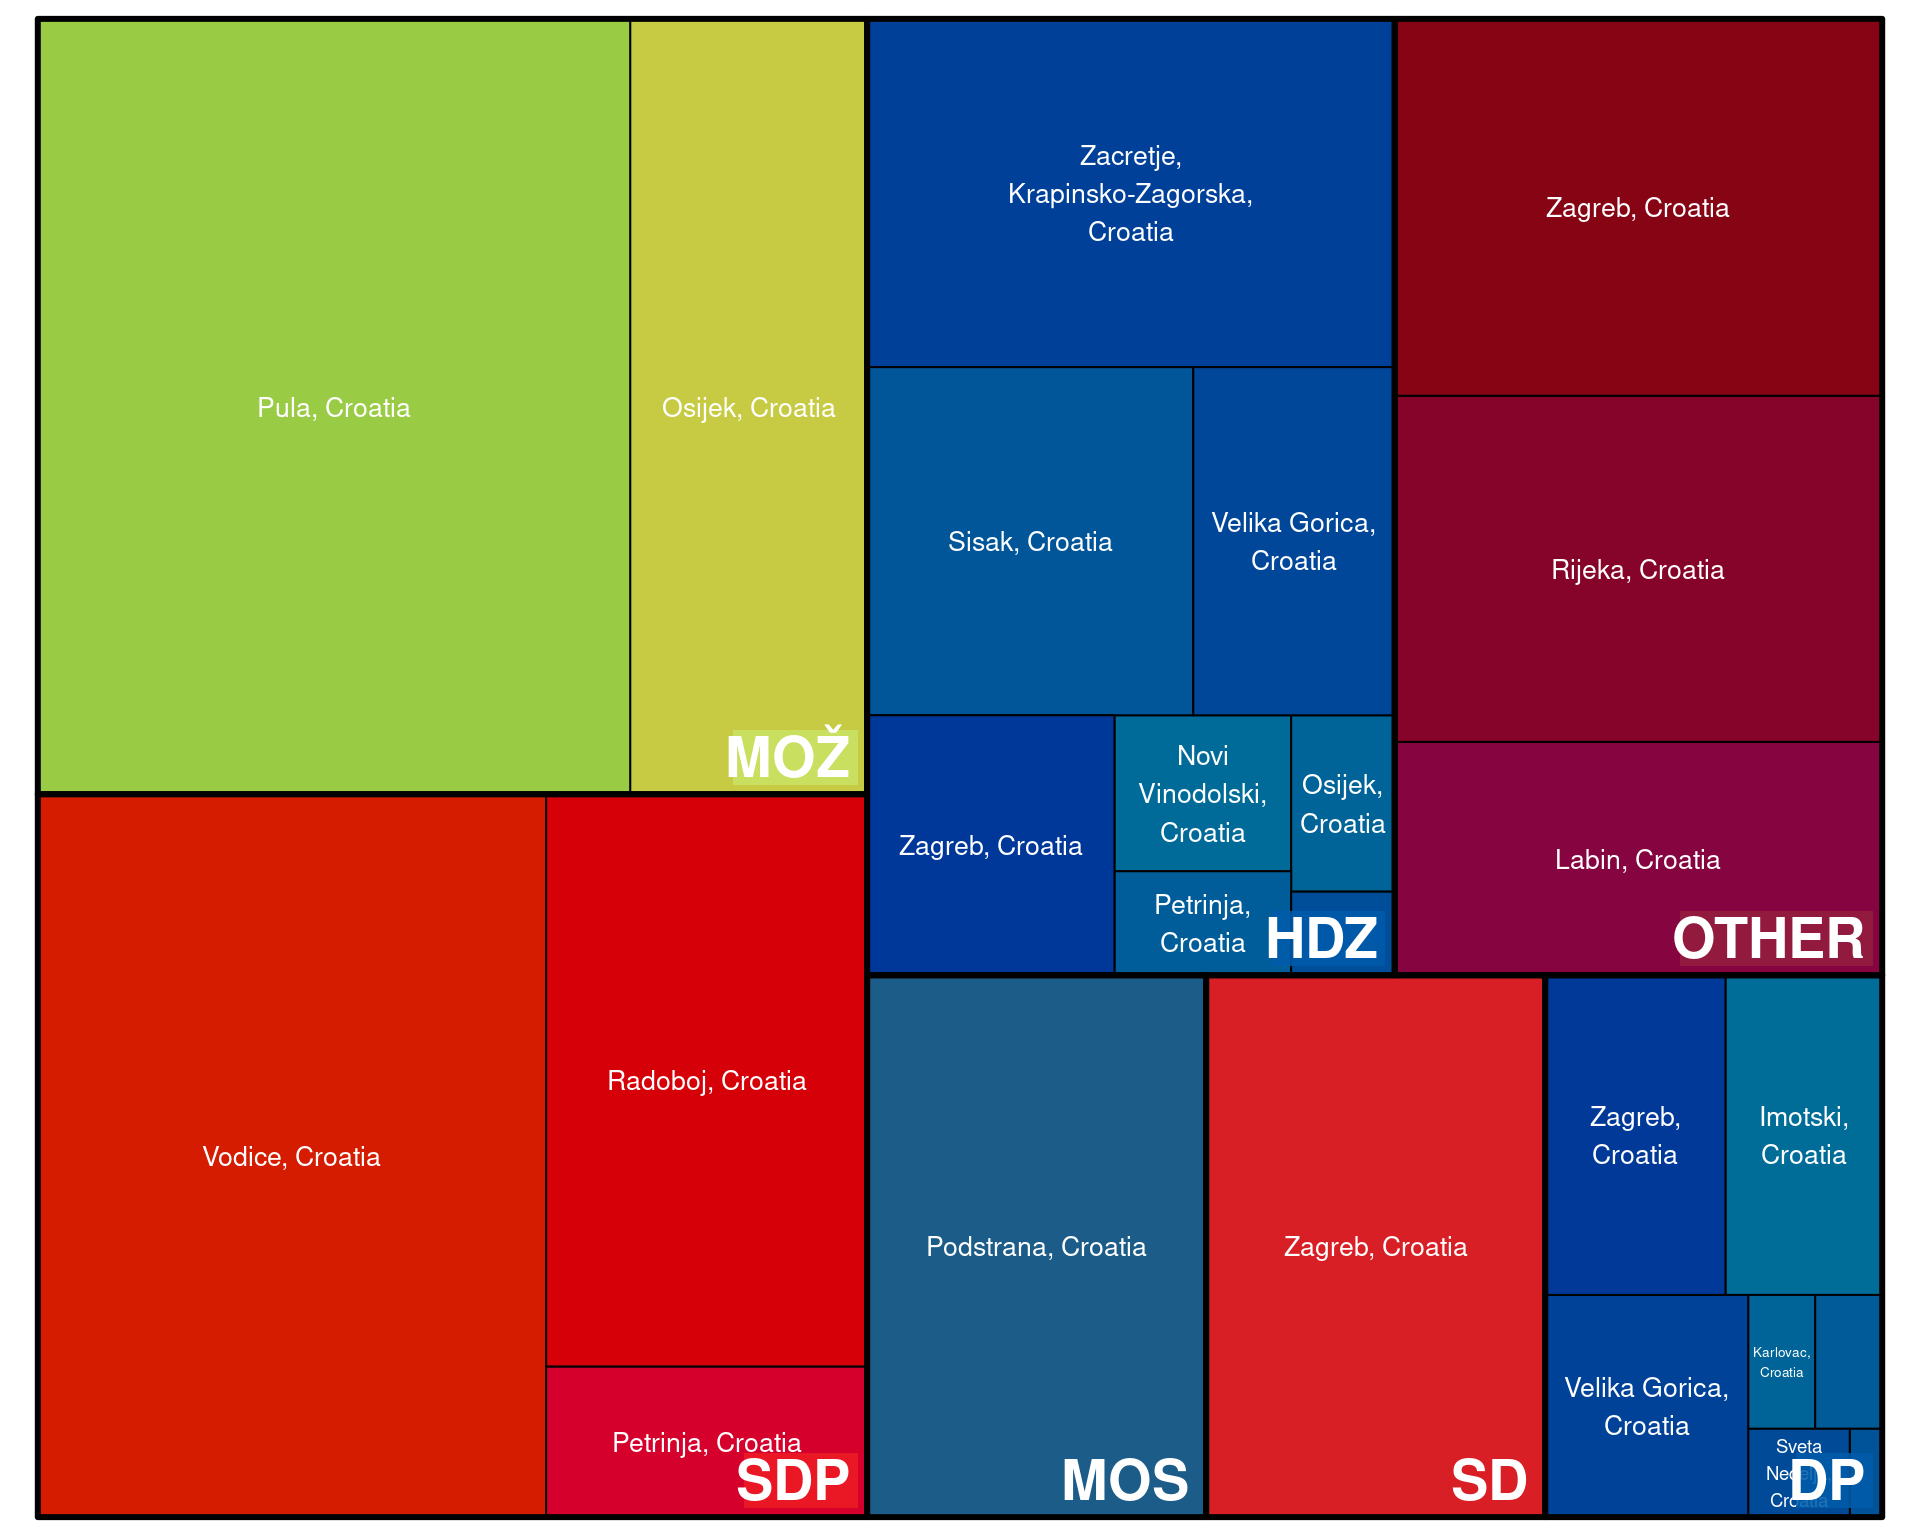 Pula, Croatia
Osijek, Croatia
MOŽ
Vodice, Croatia
Radoboj, Croatia
Petrinja, Croatia
SDP
Zacretje,
Krapinsko-Zagorska,
Croatia
Sisak, Croatia
Velika Gorica,
Croatia
Zagreb, Croatia
Novi
Vinodolski,
Croatia
Osijek,
Croatia
Petrinja,
Croatia
HDZ
Zagreb, Croatia
Rijeka, Croatia
Labin, Croatia
OTHER
Podstrana, Croatia
MOS
Zagreb, Croatia
SD
Zagreb,
Croatia
Imotski,
Croatia
Velika Gorica,
Croatia
Karlovac,
Croatia
Sveta
Croatia
DP